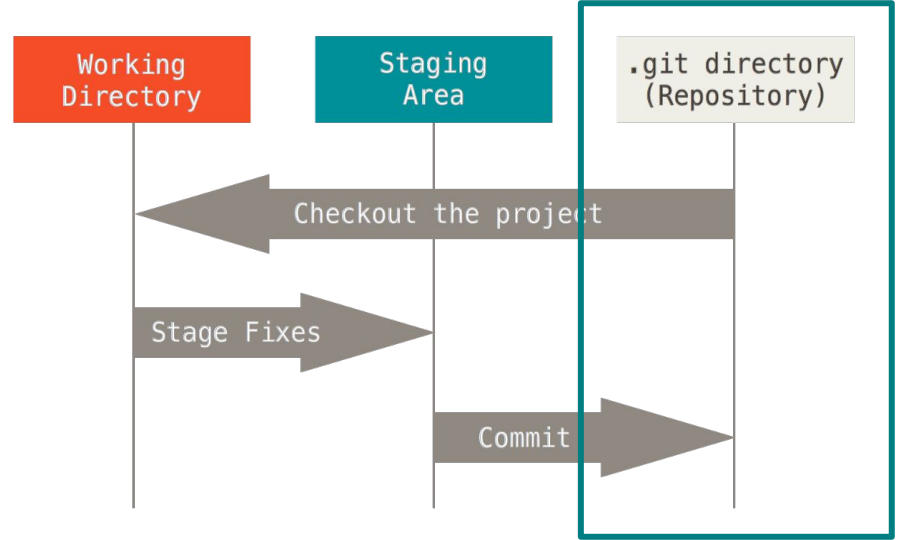 Working
Directory
Staging
Area
.git directory
(Repository)
Checkout the project
Stage Fixes
Commit